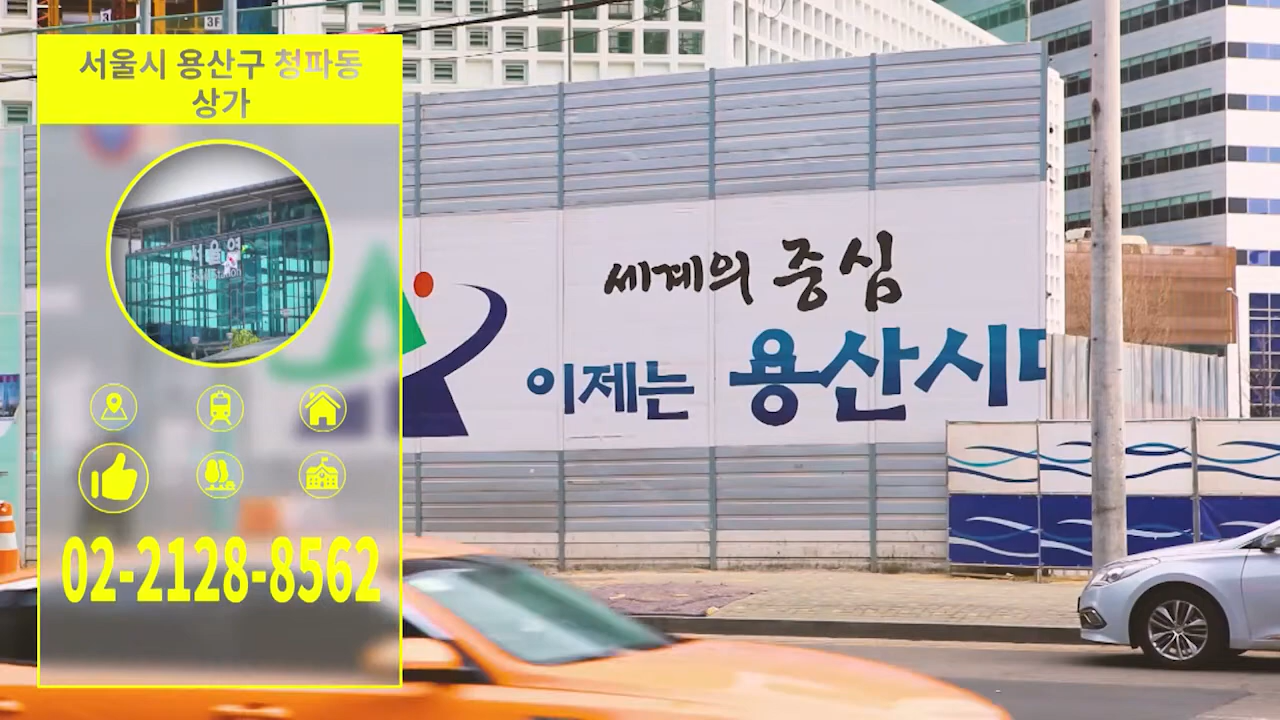 서울시 용산구 청파동
상가
서울역
02-2128-8562
세계의 중심
이제는 용산시
3F